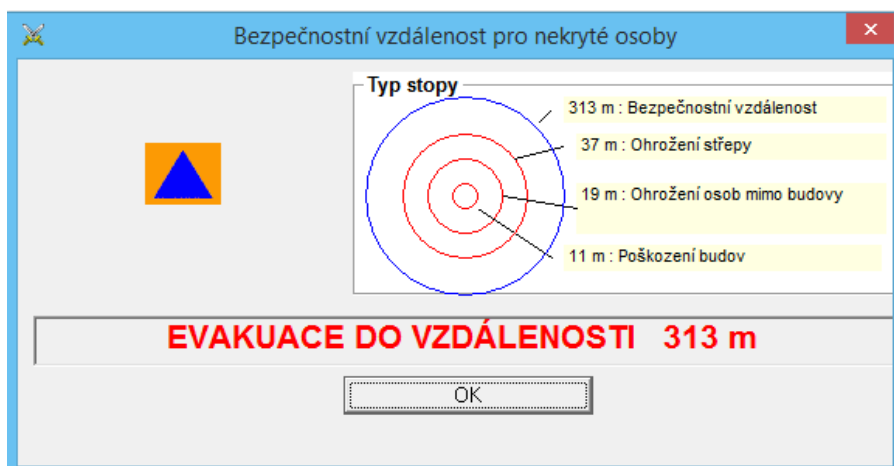 Bezpečnostní vzdálenost pro nekryté osoby
Typ stopy
313 m : Bezpečnostní vzdálenost
37 m : Ohrožení střepy
19 m : Ohrožení osob mimo budovy
11 m : Poškození budov
EVAKUACE DO VZDÁLENOSTI 313 m
OK